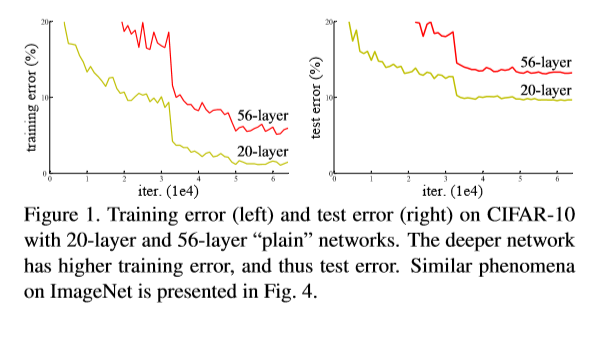 training error (%)
20
10
0
0 1 2 3 4 5 6
iter. (1e4)
56-layer
20-layer
test error (%)
20
10
0
0 1 2 3 4 5 6
iter. (1e4)
56-layer
20-layer
Figure 1. Training error (left) and test error (right) on CIFAR-10
with 20-layer and 56-layer “plain” networks. The deeper network
has higher training error, and thus test error. Similar phenomena
on ImageNet is presented in Fig. 4.